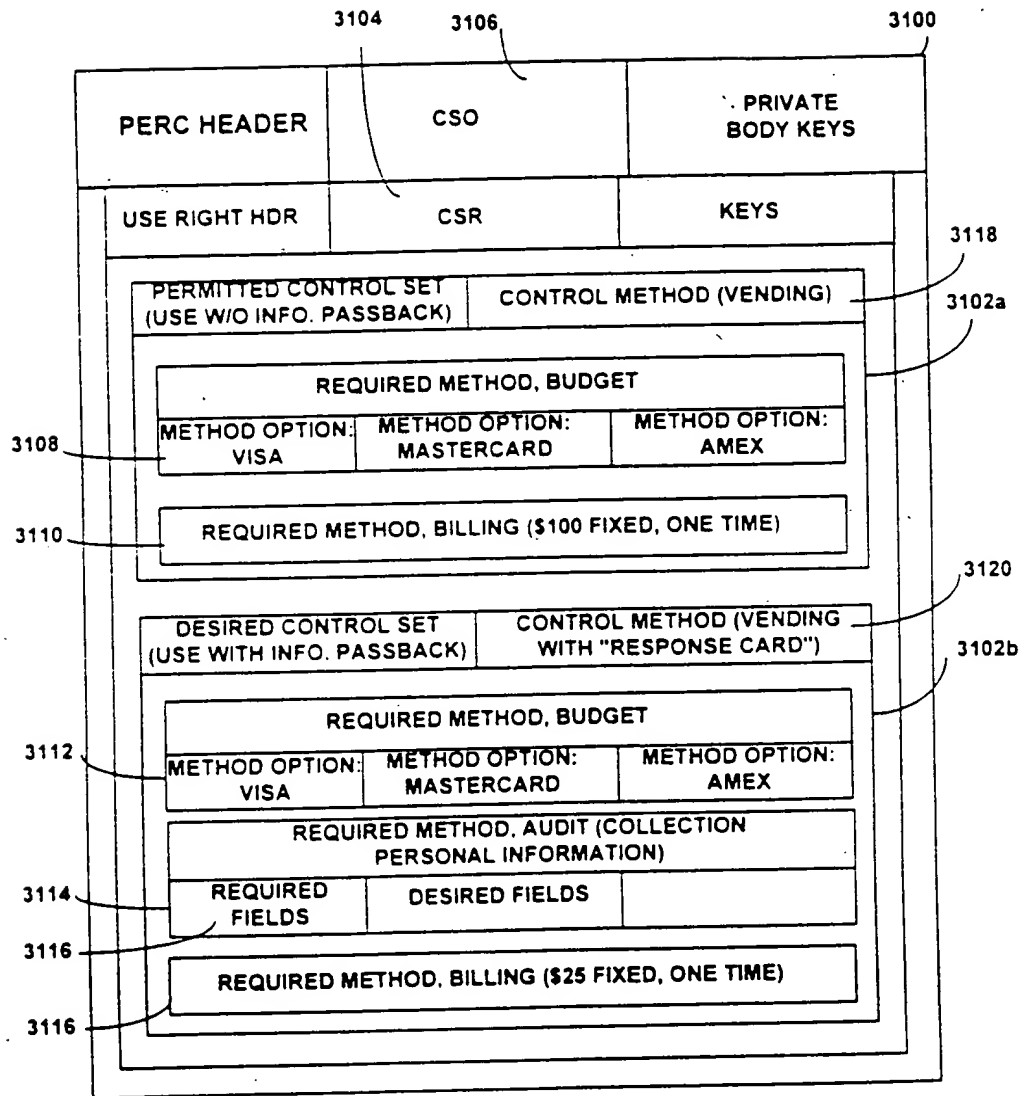 3104
3106
3100
PERC HEADER
CSO
PRIVATE
BODY KEYS
USE RIGHT HDR
CSR
KEYS
3118
PERMITTED CONTROL SET
(USE W/O INFO. PASSBACK)
CONTROL METHOD (VENDING)
3102a
REQUIRED METHOD, BUDGET
3108
METHOD OPTION:
VISA
METHOD OPTION:
MASTERCARD
METHOD OPTION:
AMEX
3110
REQUIRED METHOD, BILLING ($100 FIXED, ONE TIME)
3120
DESIRED CONTROL SET
(USE WITH INFO. PASSBACK)
CONTROL METHOD (VENDING
WITH "RESPONSE CARD")
3102b
REQUIRED METHOD, BUDGET
3112
METHOD OPTION:
VISA
METHOD OPTION:
MASTERCARD
METHOD OPTION:
AMEX
REQUIRED METHOD, AUDIT (COLLECTION
PERSONAL INFORMATION)
3114
REQUIRED
FIELDS
DESIRED FIELDS
3116
REQUIRED METHOD, BILLING ($25 FIXED, ONE TIME)
3116